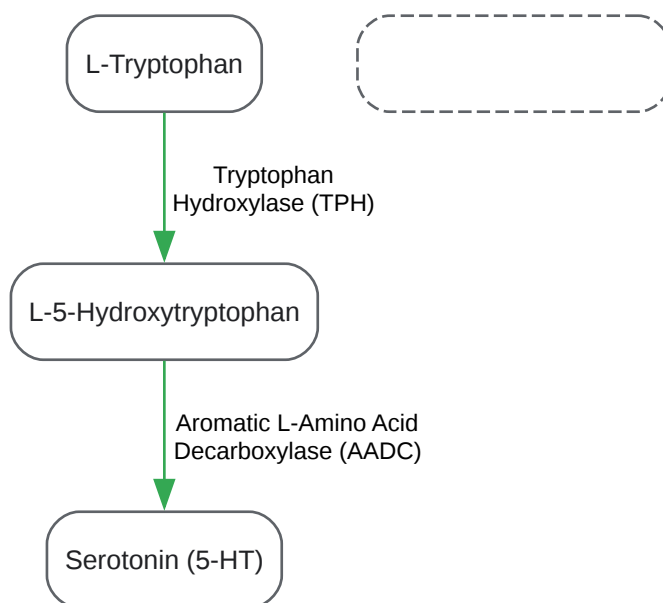 L-Tryptophan
Tryptophan
Hydroxylase (TPH)
L-5-Hydroxytryptophan
Aromatic L-Amino Acid
Decarboxylase (AADC)
Serotonin (5-HT)